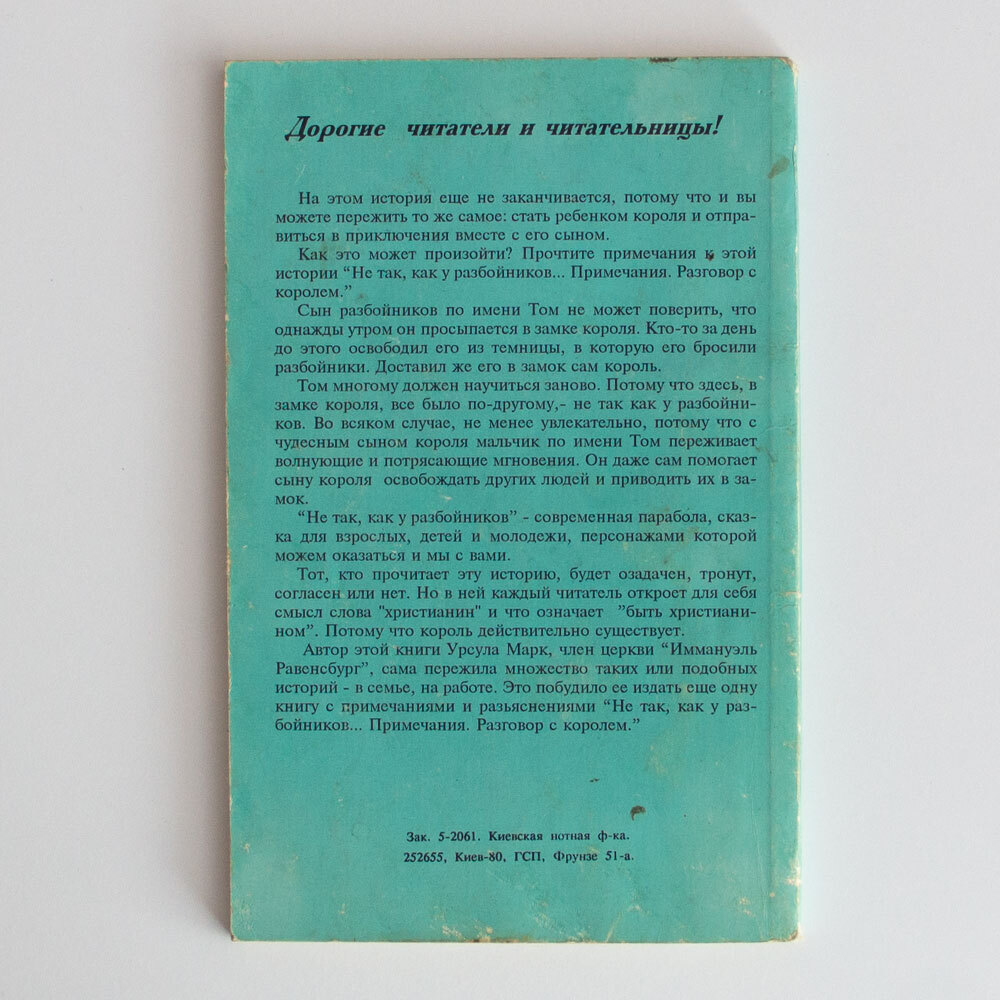 Дорогие читатели и читательницы!
На этом история еще не заканчивается, потому что и вы
можете пережить то же самое: стать ребенком короля и отпра-
виться в приключения вместе с его сыном.
Как это может произойти? Прочтите примечания к этой
истории “Не так, как у разбойников... Примечания. Разговор с
королем.”
Сын разбойников по имени Том не может поверить, что
однажды утром он просыпается в замке короля. Кто-то за день
до этого освободил его из темницы, в которую его бросили
разбойники. Доставил же его в замок сам король.
Том многому должен научиться заново. Потому что здесь, в
замке короля, все было по-другому,- не так как у разбойни-
ков. Во всяком случае, не менее увлекательно, потому что с
чудесным сыном короля мальчик по имени Том переживает
волнующие и потрясающие мгновения. Он даже сам помогает
сыну короля освобождать других людей и приводить их в за-
мок.
“Не так, как у разбойников” - современная парабола, сказ-
ка для взрослых, детей и молодежи, персонажами которой
можем оказаться и мы с вами.
Тот, кто прочитает эту историю, будет озадачен, тронут,
согласен или нет. Но в ней каждый читатель откроет для себя
смысл слова "христианин" и что означает ”быть христиани-
ном”. Потому что король действительно существует.
Автор этой книги Урсула Марк, член церкви “Иммануэль
Равенсбург”, сама пережила множество таких или подобных
историй - в семье, на работе. Это побудило ее издать еще одну
книгу с примечаниями и разьяснениями “Не так, как у раз-
бойников... Примечания. Разговор с королем.”
Зак. 5-2061. Киевская нотная ф-ка.
252655, Киев-80, ГСП, Фрунзе 51-а.